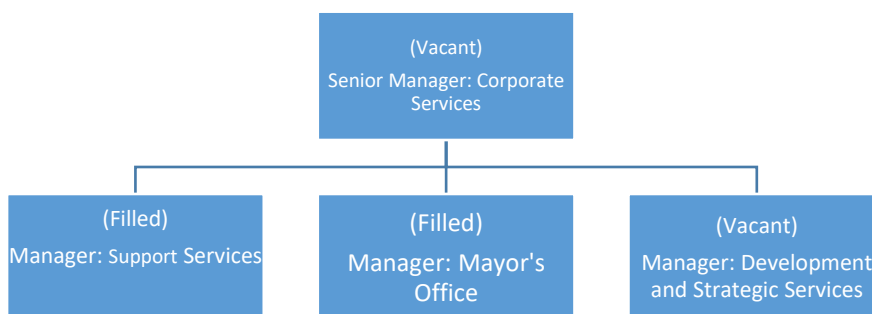 (Vacant)
Senior Manager: Corporate
Services
(Filled)
Manager: Support Services
(Filled)
Manager: Mayor's
Office
(Vacant)
Manager: Development
and Strategic Services